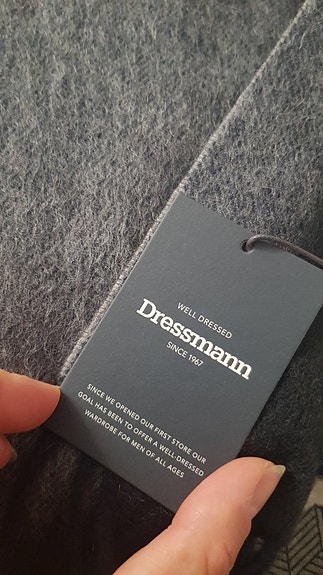 WELL DRESSED
Dressmann
SINCE 1967
SINCE WE OPENED OUR FIRST STORE OUR
GOAL HAS BEEN TO OFFER A WELL-DRESSED
WARDROBE FOR MEN OF ALL AGES